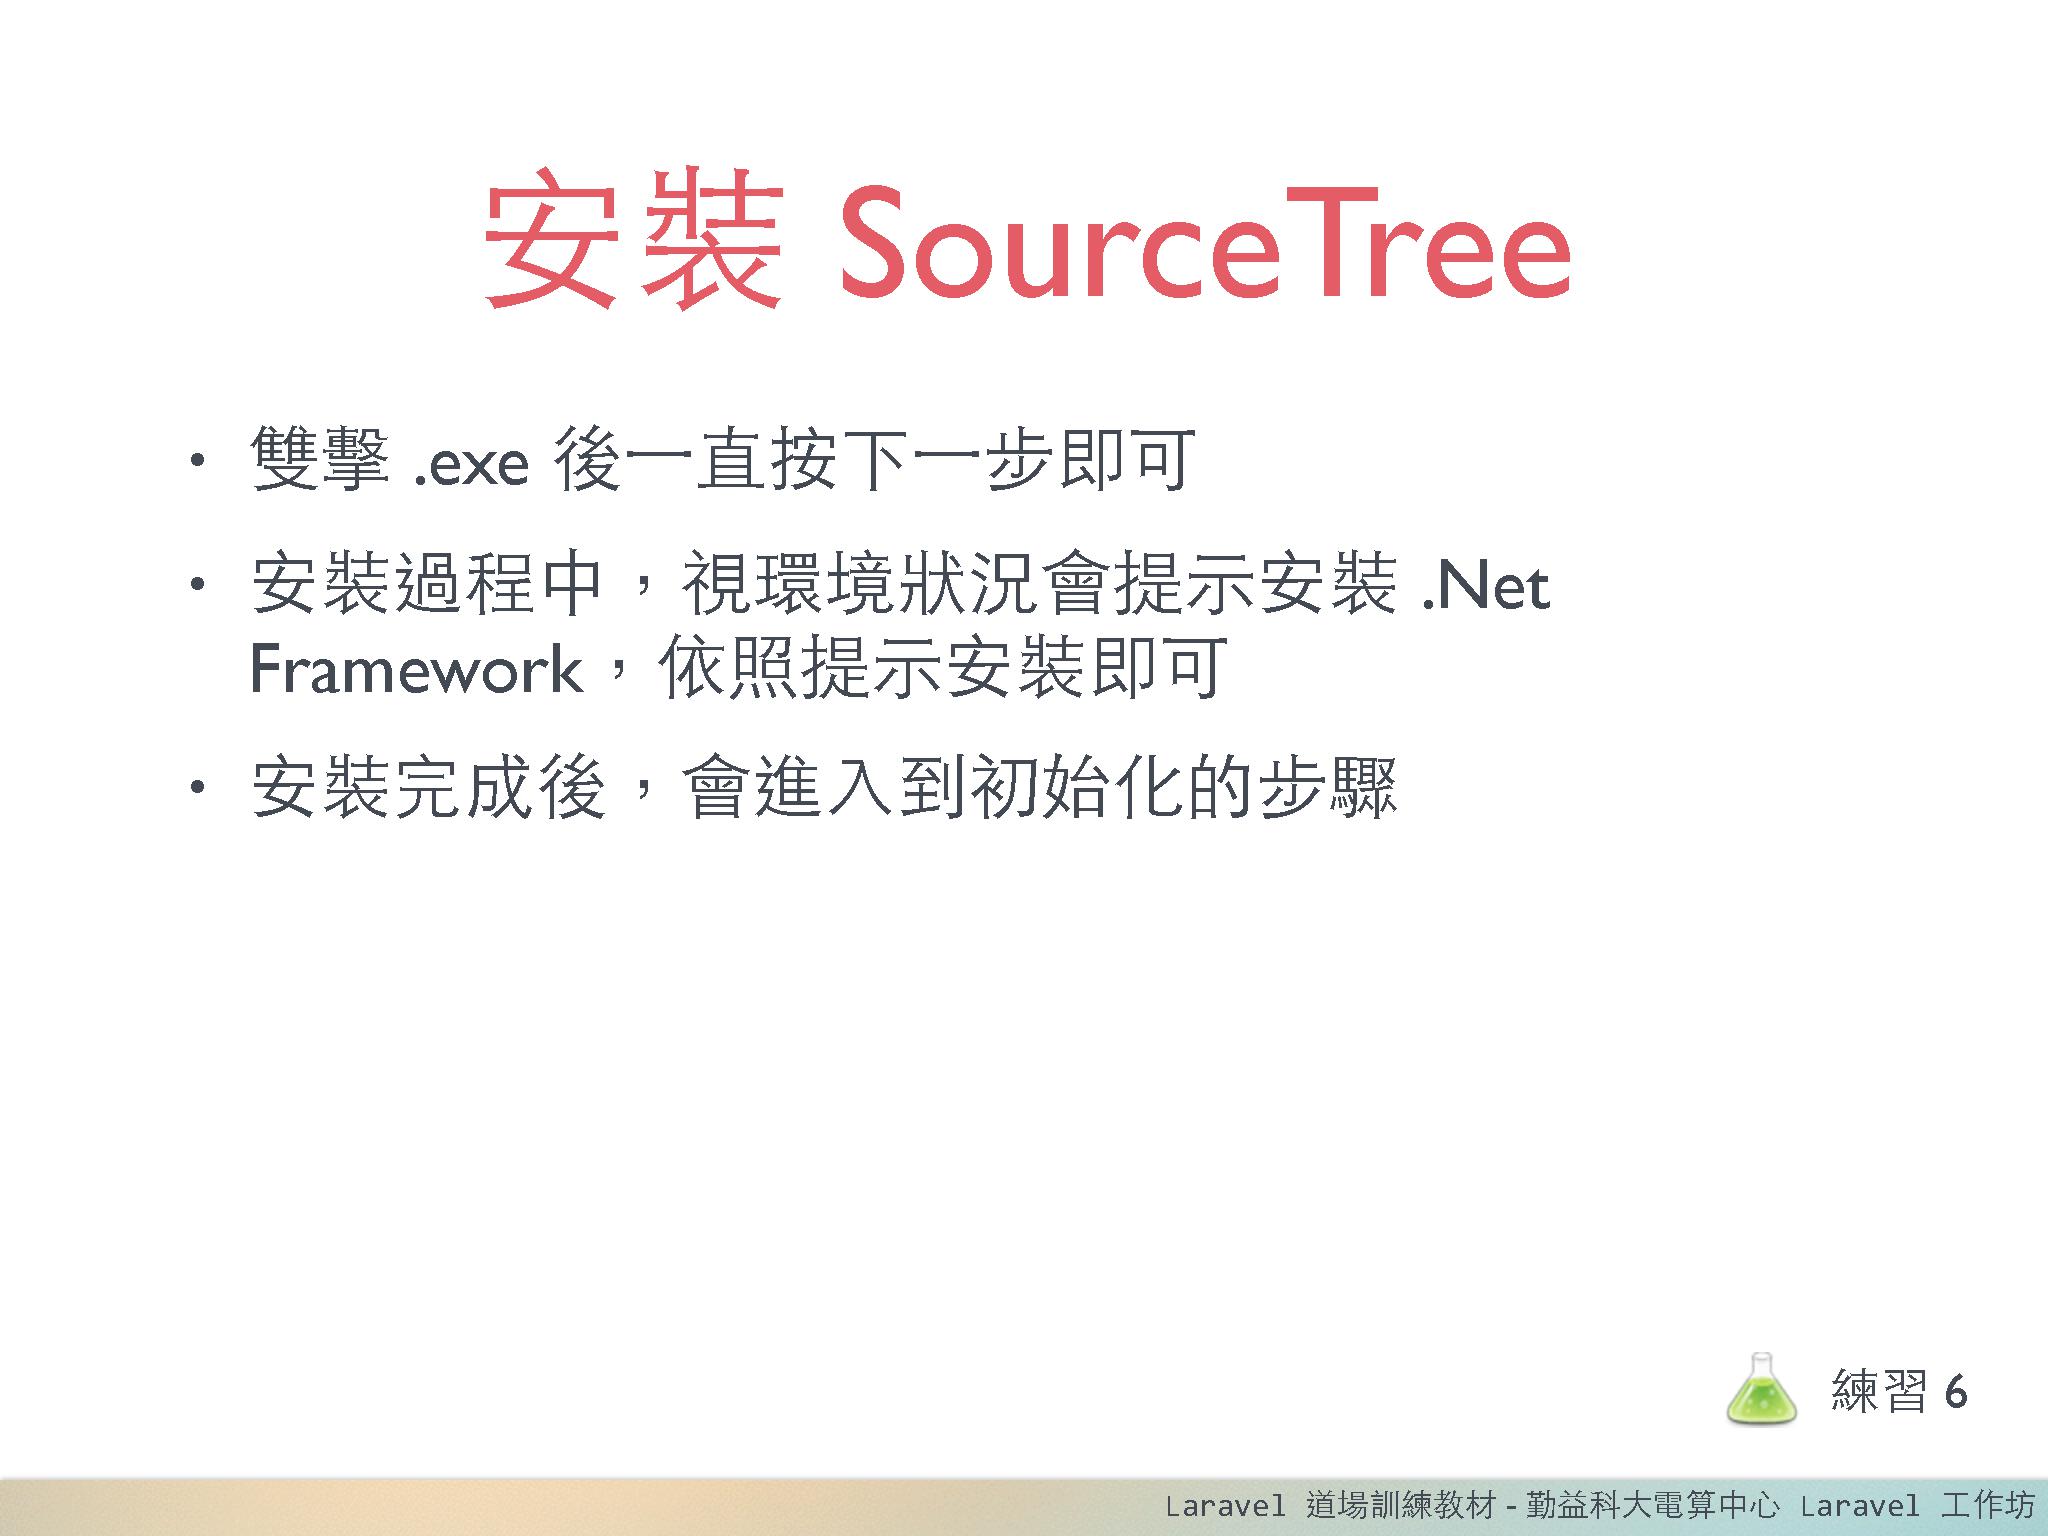 安裝 SourceTree
• 雙擊 .exe 後一直按下一步即可
• 安裝過程中，視環境狀況會提示安裝 .Net
Framework，依照提示安裝即可
• 安裝完成後，會進入到初始化的步驟
練習 6
Laravel 道場訓練教材 - 勤益科大電算中心 Laravel 工作坊